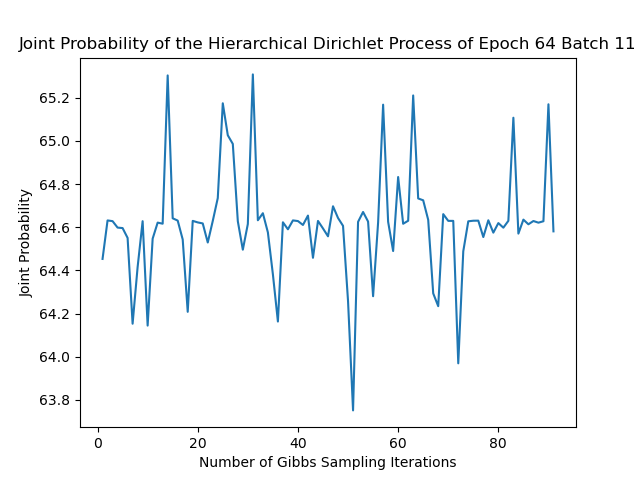 Joint Probability of the Hierarchical Dirichlet Process of Epoch 64 Batch 11
65.2
65.0
64.8
64.6
64.4
64.2
64.0
63.8
Joint Probability
0 20 40 60 80
Number of Gibbs Sampling Iterations